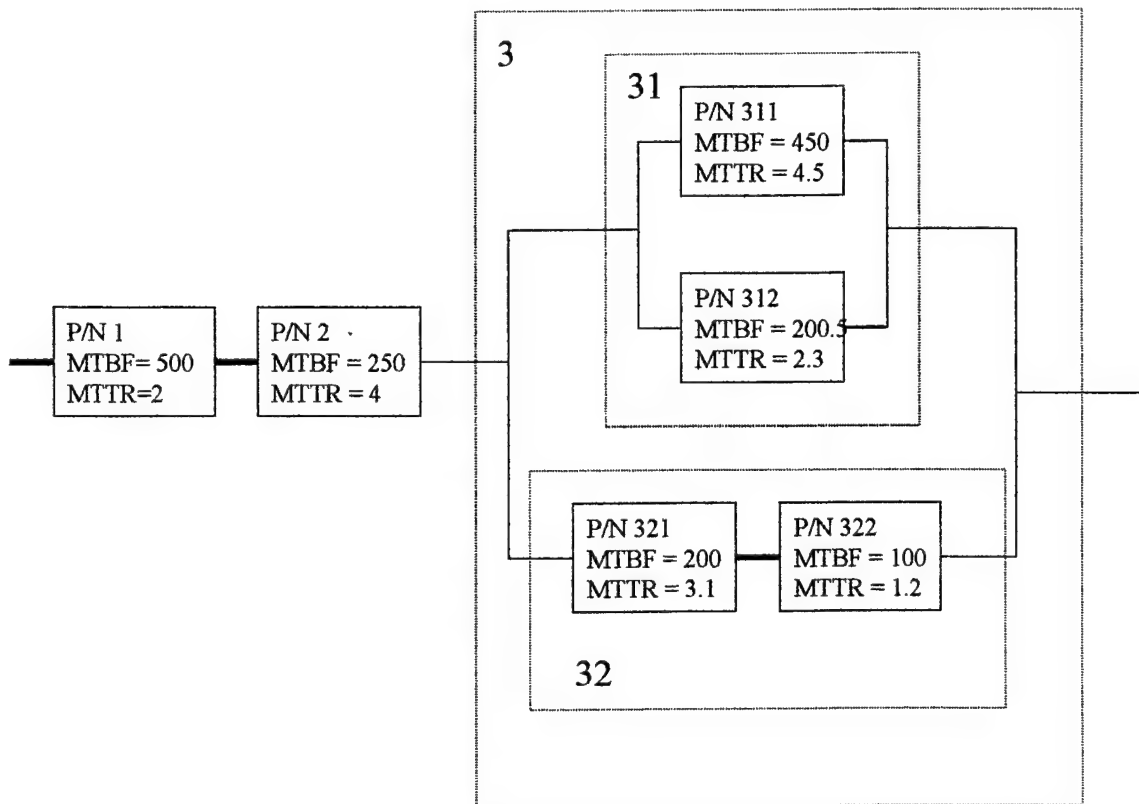 3
31
P/N 311
MTBF = 450
MTTR = 4.5
P/N 312
MTBF = 200.5
MTTR = 2.3
P/N 1
MTBF= 500
MTTR=2
P/N 2
MTBF = 250
MTTR = 4
P/N 321
MTBF = 200
MTTR = 3.1
P/N 322
MTBF = 100
MTTR = 1.2
32